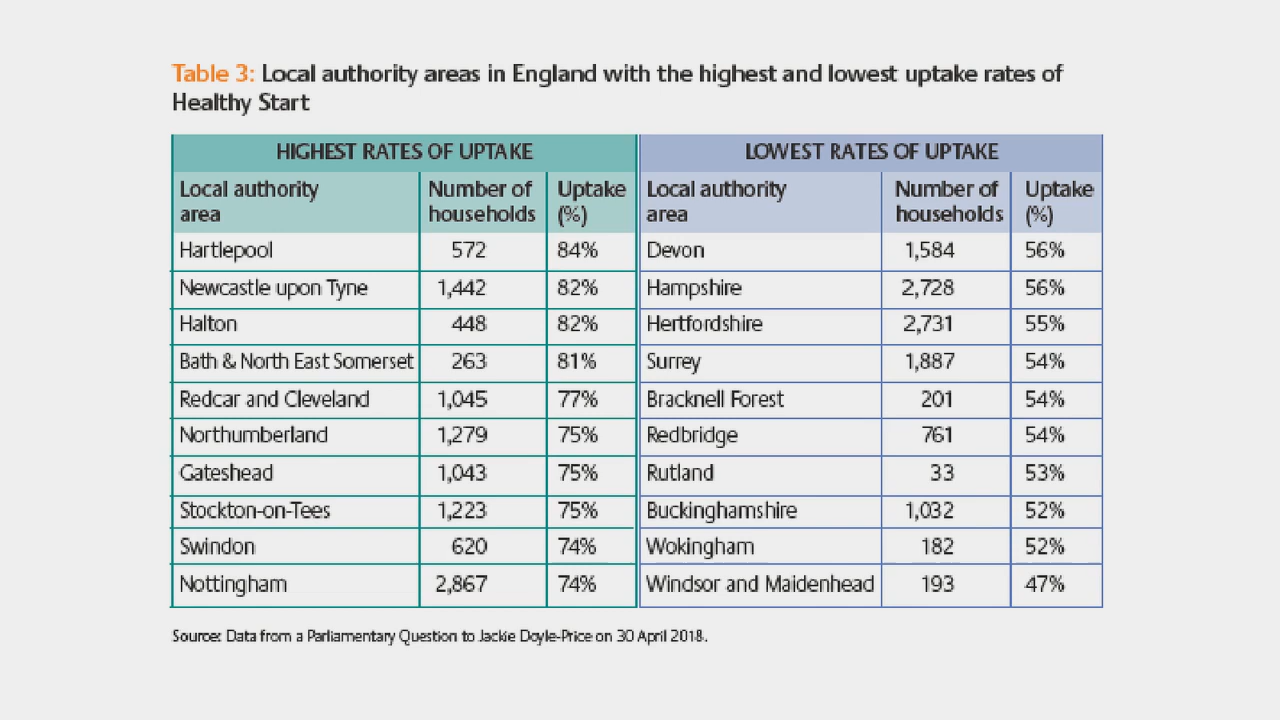 Table 3: Local authority areas in England with the highest and lowest uptake rates of
Healthy Start
HIGHEST RATES OF UPTAKE LOWEST RATES OF UPTAKE
Local authority area Number of households Uptake (%) Local authority area Number of households Uptake (%)
Hartlepool 572 84% Devon 1,584 56%
Newcastle upon Tyne 1,442 82% Hampshire 2,728 56%
Halton 448 82% Hertfordshire 2,731 55%
Bath & North East Somerset 263 81% Surrey 1,887 54%
Redcar and Cleveland 1,045 77% Bracknell Forest 201 54%
Northumberland 1,279 75% Redbridge 761 54%
Gateshead 1,043 75% Rutland 33 53%
Stockton-on-Tees 1,223 75% Buckinghamshire 1,032 52%
Swindon 620 74% Wokingham 182 52%
Nottingham 2,867 74% Windsor and Maidenhead 193 47%
Source: Data from a Parliamentary Question to Jackie Doyle-Price on 30 April 2018.